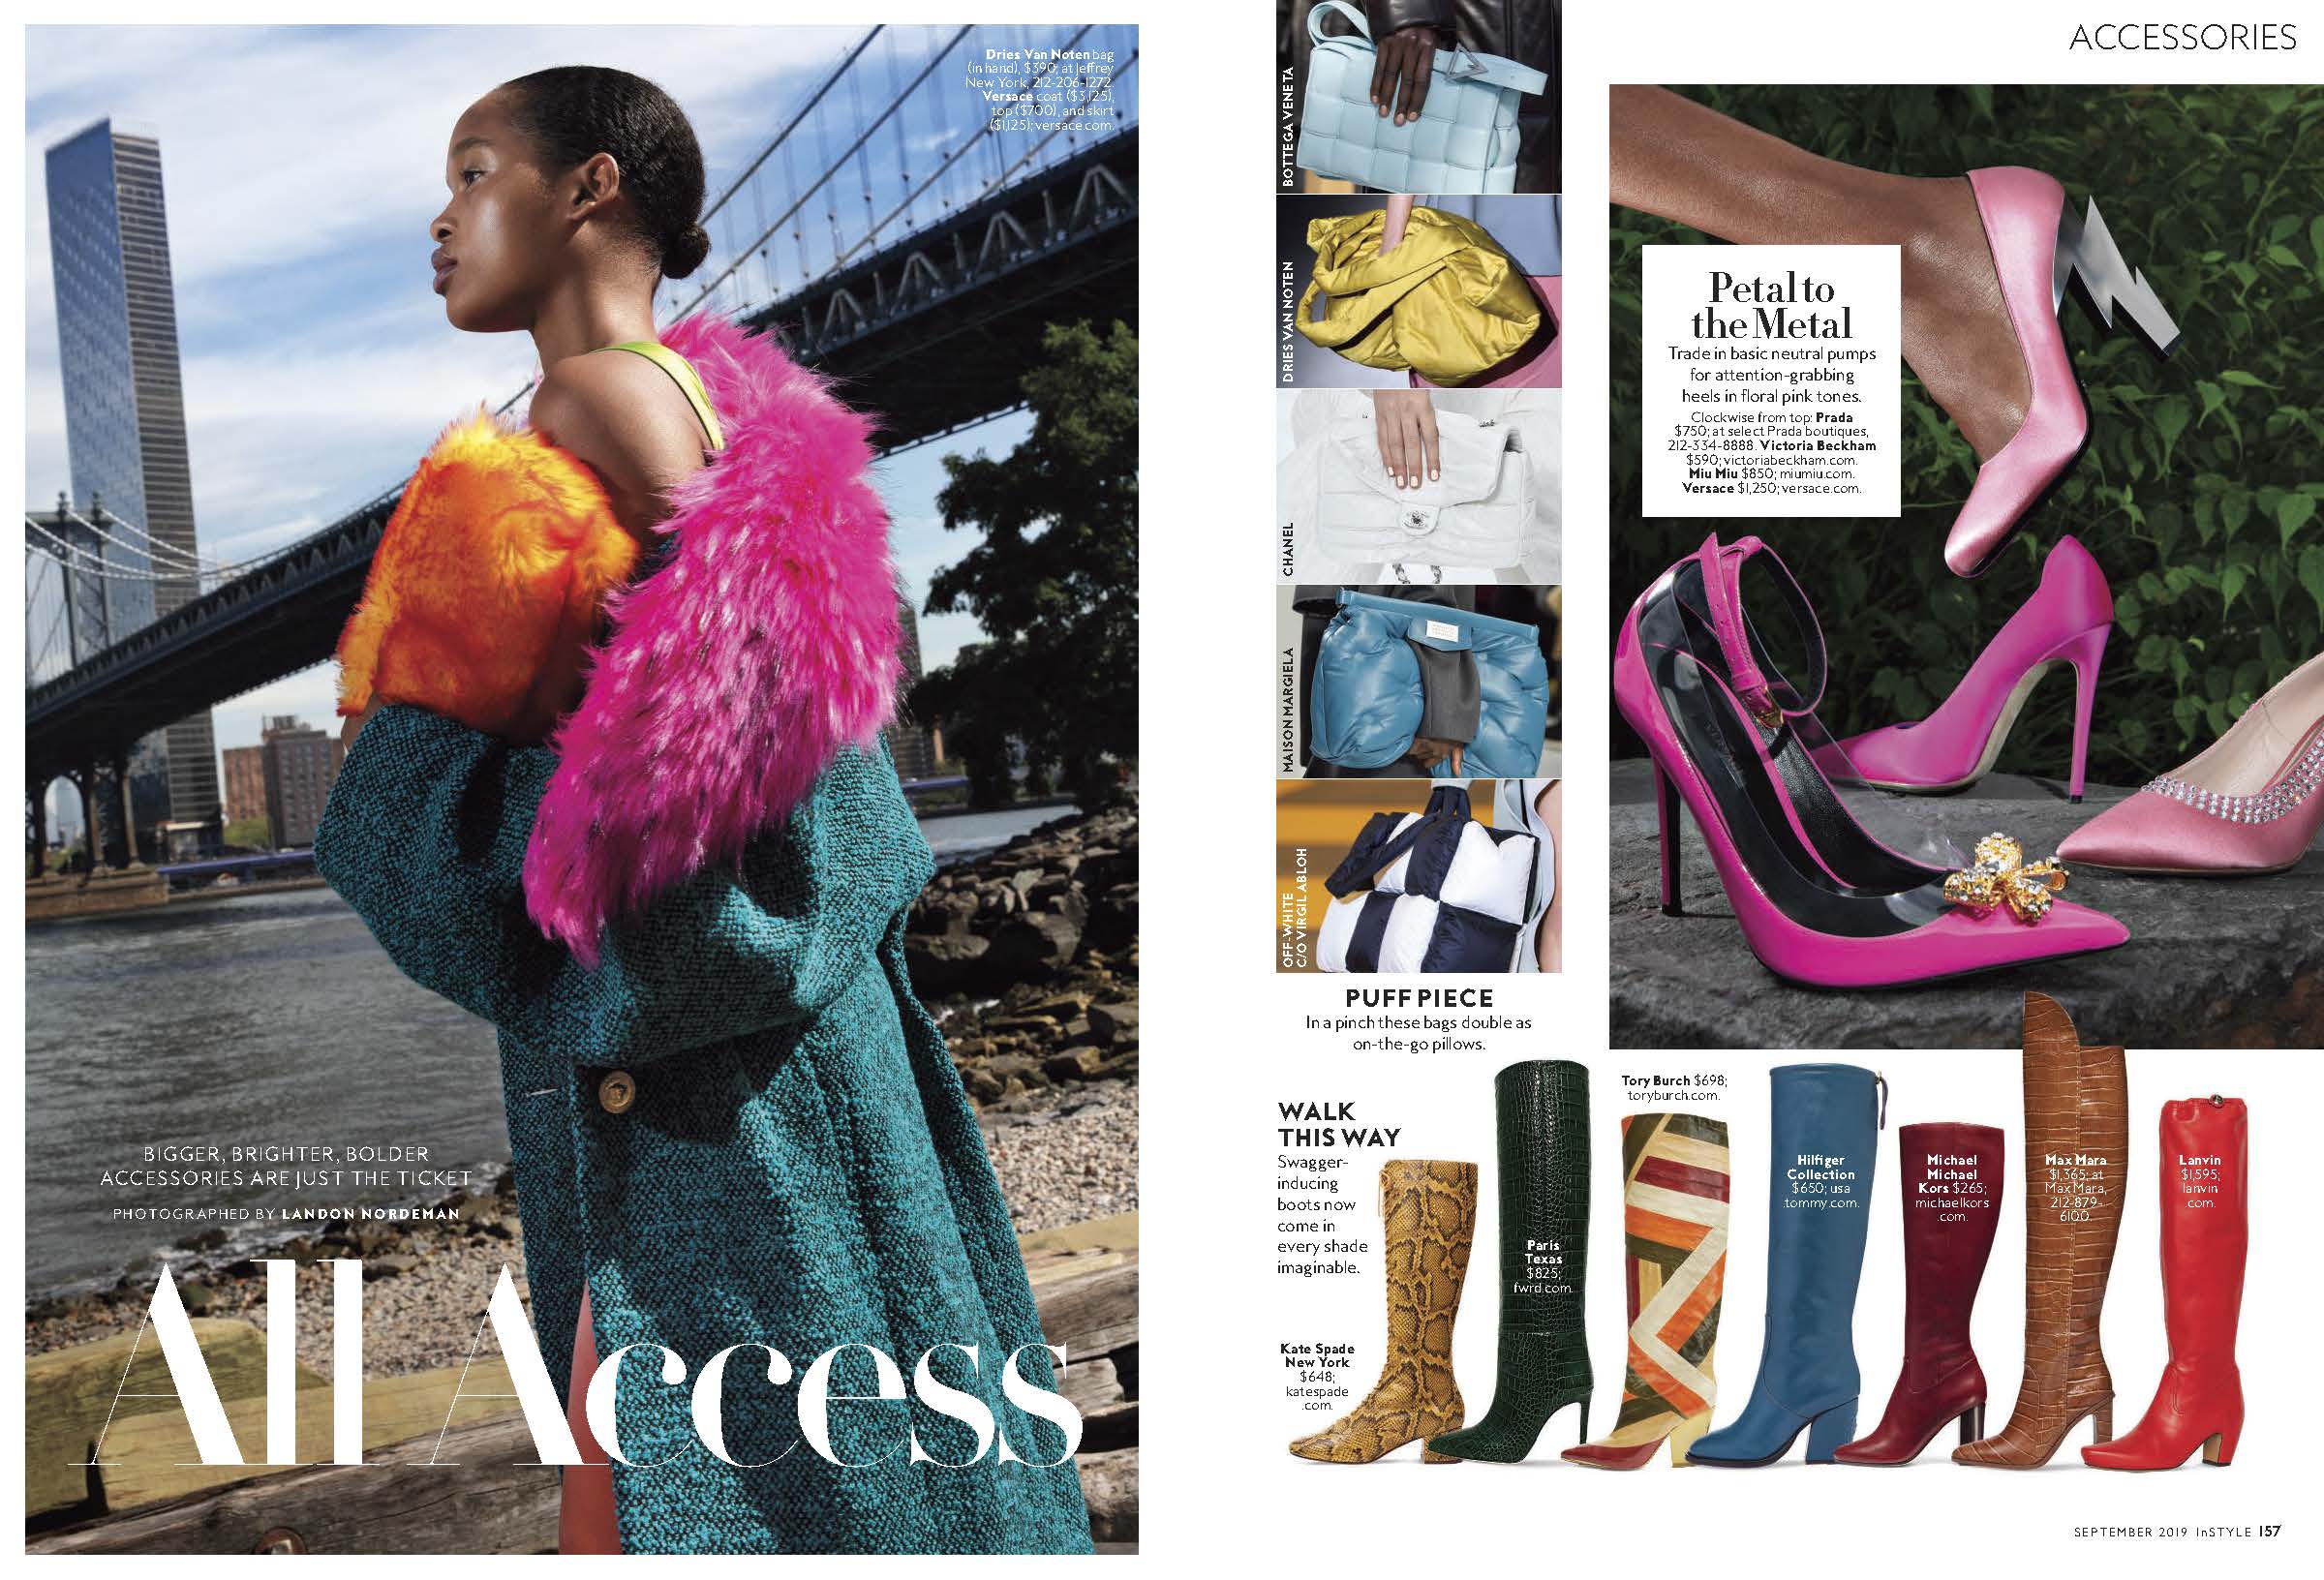 Dries Van Noten bag
(in hand), $390; at Jeffrey
New York, 212-206-1272.
Versace coat ($3,125),
top ($700), and skirt
($1,125); versace.com.
BIGGER, BRIGHTER, BOLDER
ACCESSORIES ARE JUST THE TICKET
PHOTOGRAPHED BY LANDON NORDEMAN
All Access
ACCESSORIES
BOTTEGA VENETA
DRIES VAN NOTEN
CHANEL
MAISON MARGIELA
OFF-WHITE
C/O VIRGIL ABLOH
PUFF PIECE
In a pinch these bags double as
on-the-go pillows.
Petal to
the Metal
Trade in basic neutral pumps
for attention-grabbing
heels in floral pink tones.
Clockwise from top: Prada
$750; at select Prada boutiques,
212-334-8888. Victoria Beckham
$590; victoriabeckham.com.
Miu Miu $850; miumiu.com.
Versace $1,250; versace.com.
WALK
THIS WAY
Swagger-
inducing
boots now
come in
every shade
imaginable.
Kate Spade
New York
$648;
katespade
.com.
Paris
Texas
$825;
fwrd.com.
Tory Burch $698;
toryburch.com.
Hilfiger
Collection
$650; usa
.tommy.com.
Michael
Michael
Kors $265;
michaelkors
.com.
Max Mara
$1,365; at
Max Mara,
212-879-
6100.
Lanvin
$1,595;
lanvin
.com.
SEPTEMBER 2019 InSTYLE 157